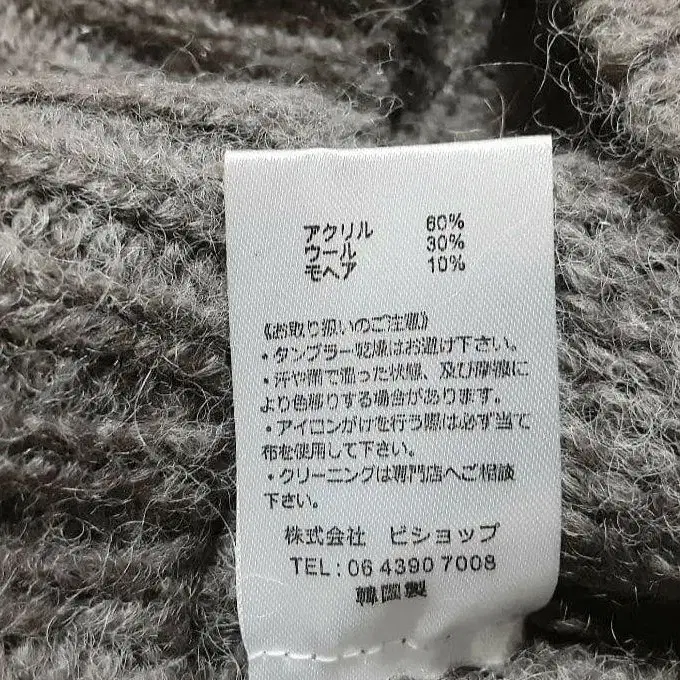 アクリル 60%
ウール 30%
モヘア 10%
《お取り扱いのご注意》
・タンブラー乾燥はお避け下さい。
・汗や雨で湿った状態、及び摩擦に
より色移りする場合があります。
・アイロンがけを行う際は必ず当て
布を使用して下さい。
・クリーニングは専門店へご相談
下さい。
株式会社 ビショップ
TEL:06 4390 7008
韓国製